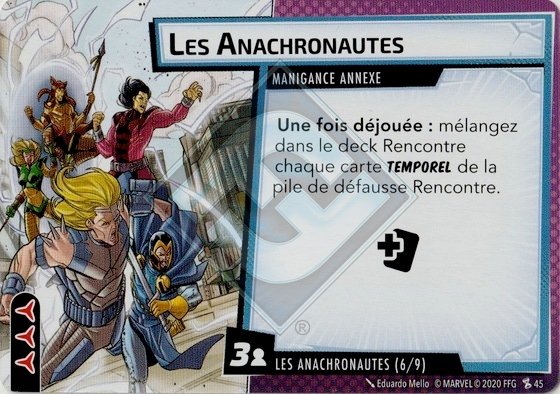 Les Anachronautes
MANIGANCE ANNEXE
Une fois déjouée : mélangez
dans le deck Rencontre
chaque carte TEMPOREL de la
pile de défausse Rencontre.
®
3
LES ANACHRONAUTES (6/9)
Eduardo Mello © MARVEL © 2020 FFG 45